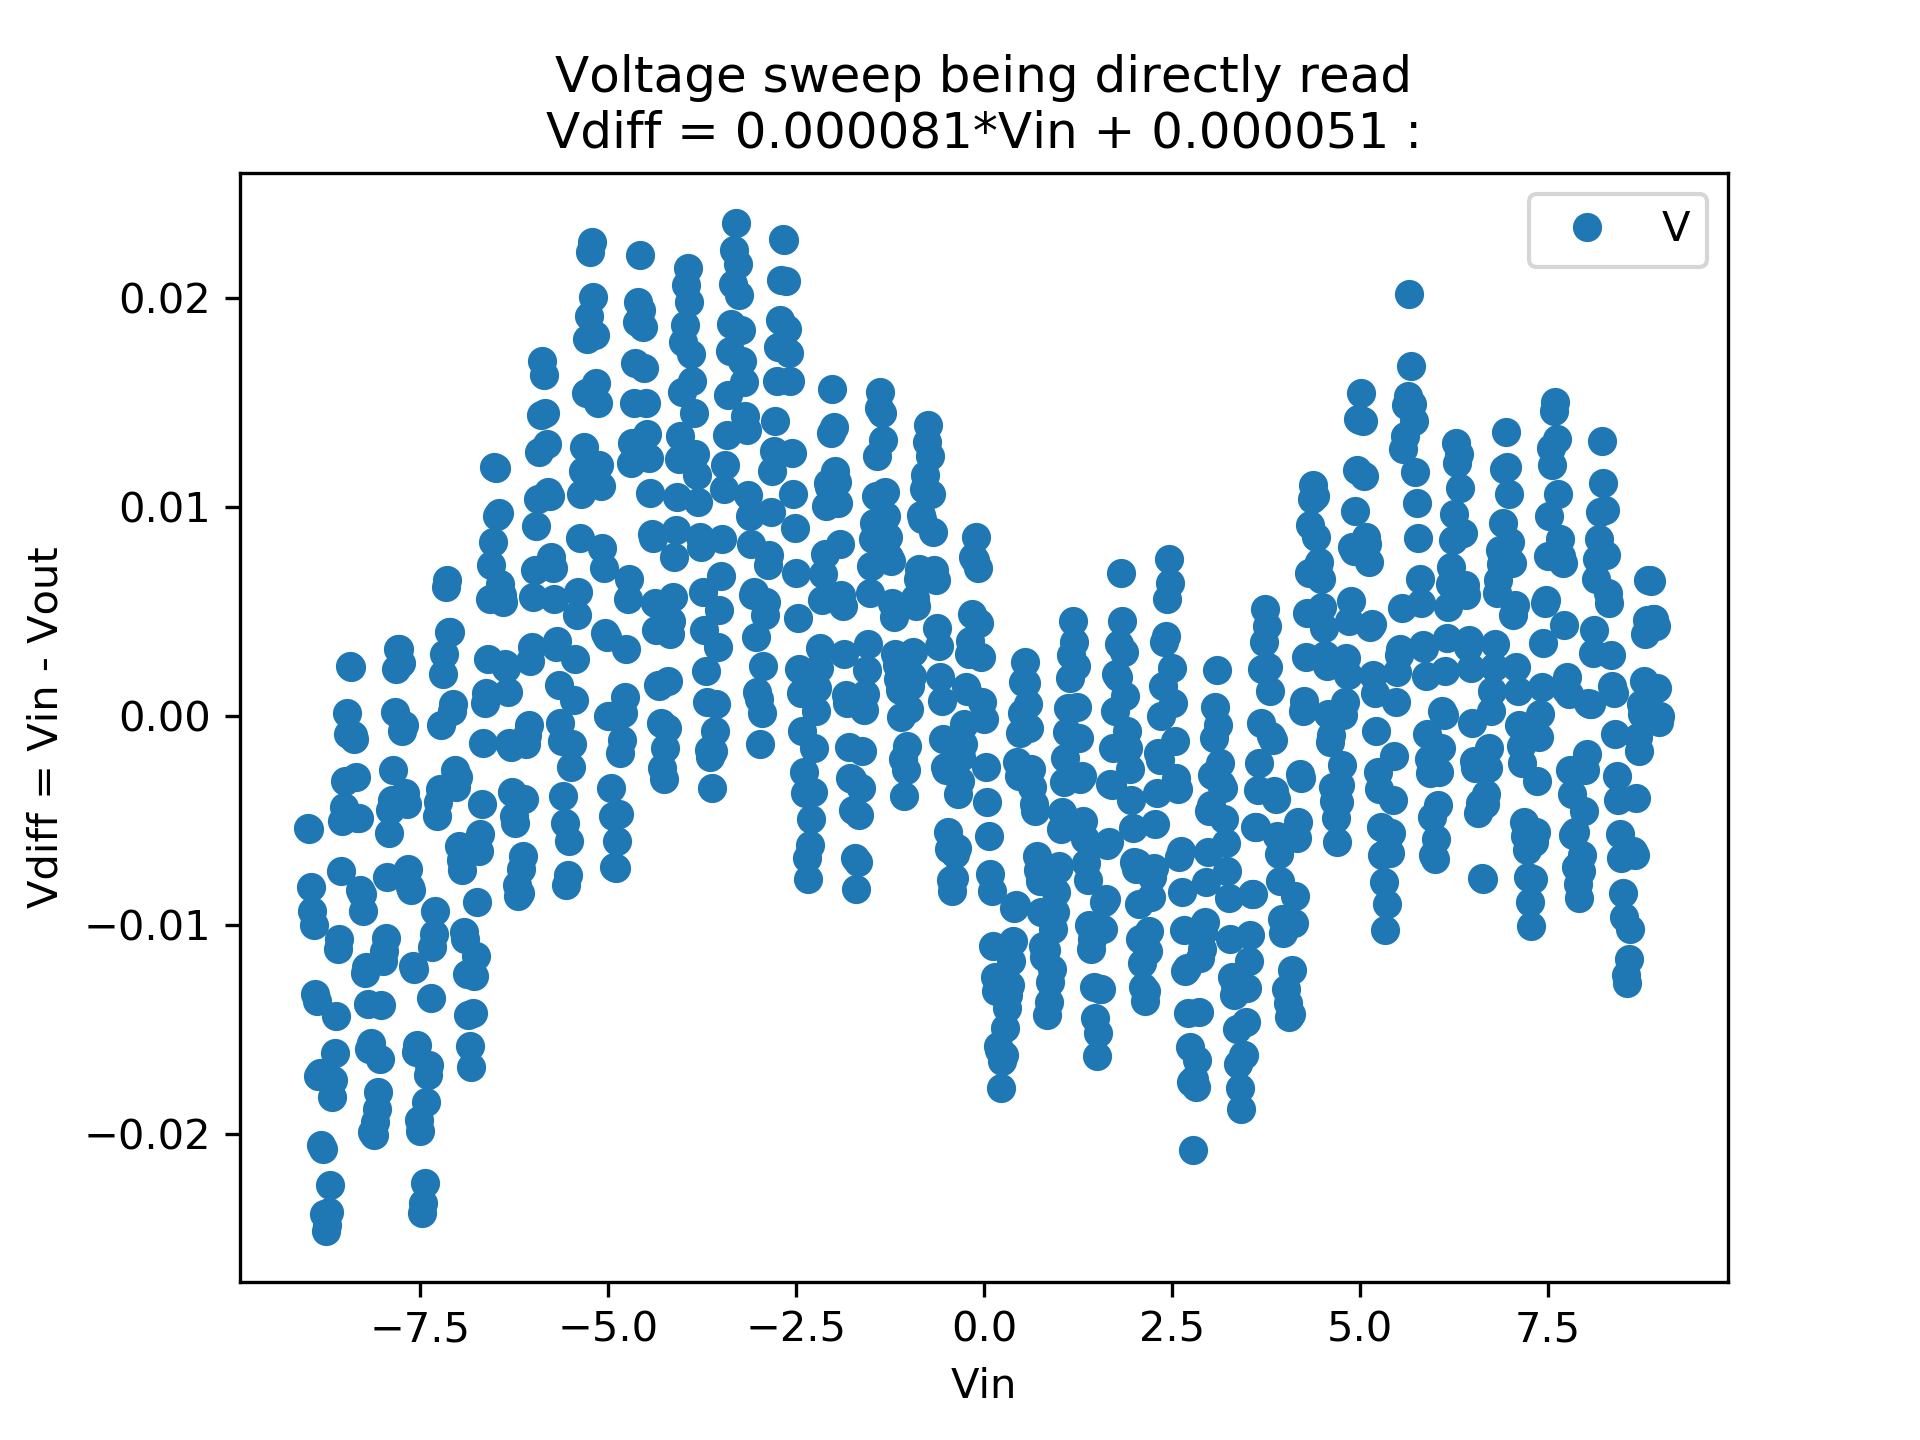 Voltage sweep being directly read
Vdiff = 0.000081*Vin + 0.000051 :
V
0.02
0.01
0.00
−0.01
−0.02
Vdiff = Vin - Vout
−7.5
−5.0
−2.5
0.0
2.5
5.0
7.5
Vin